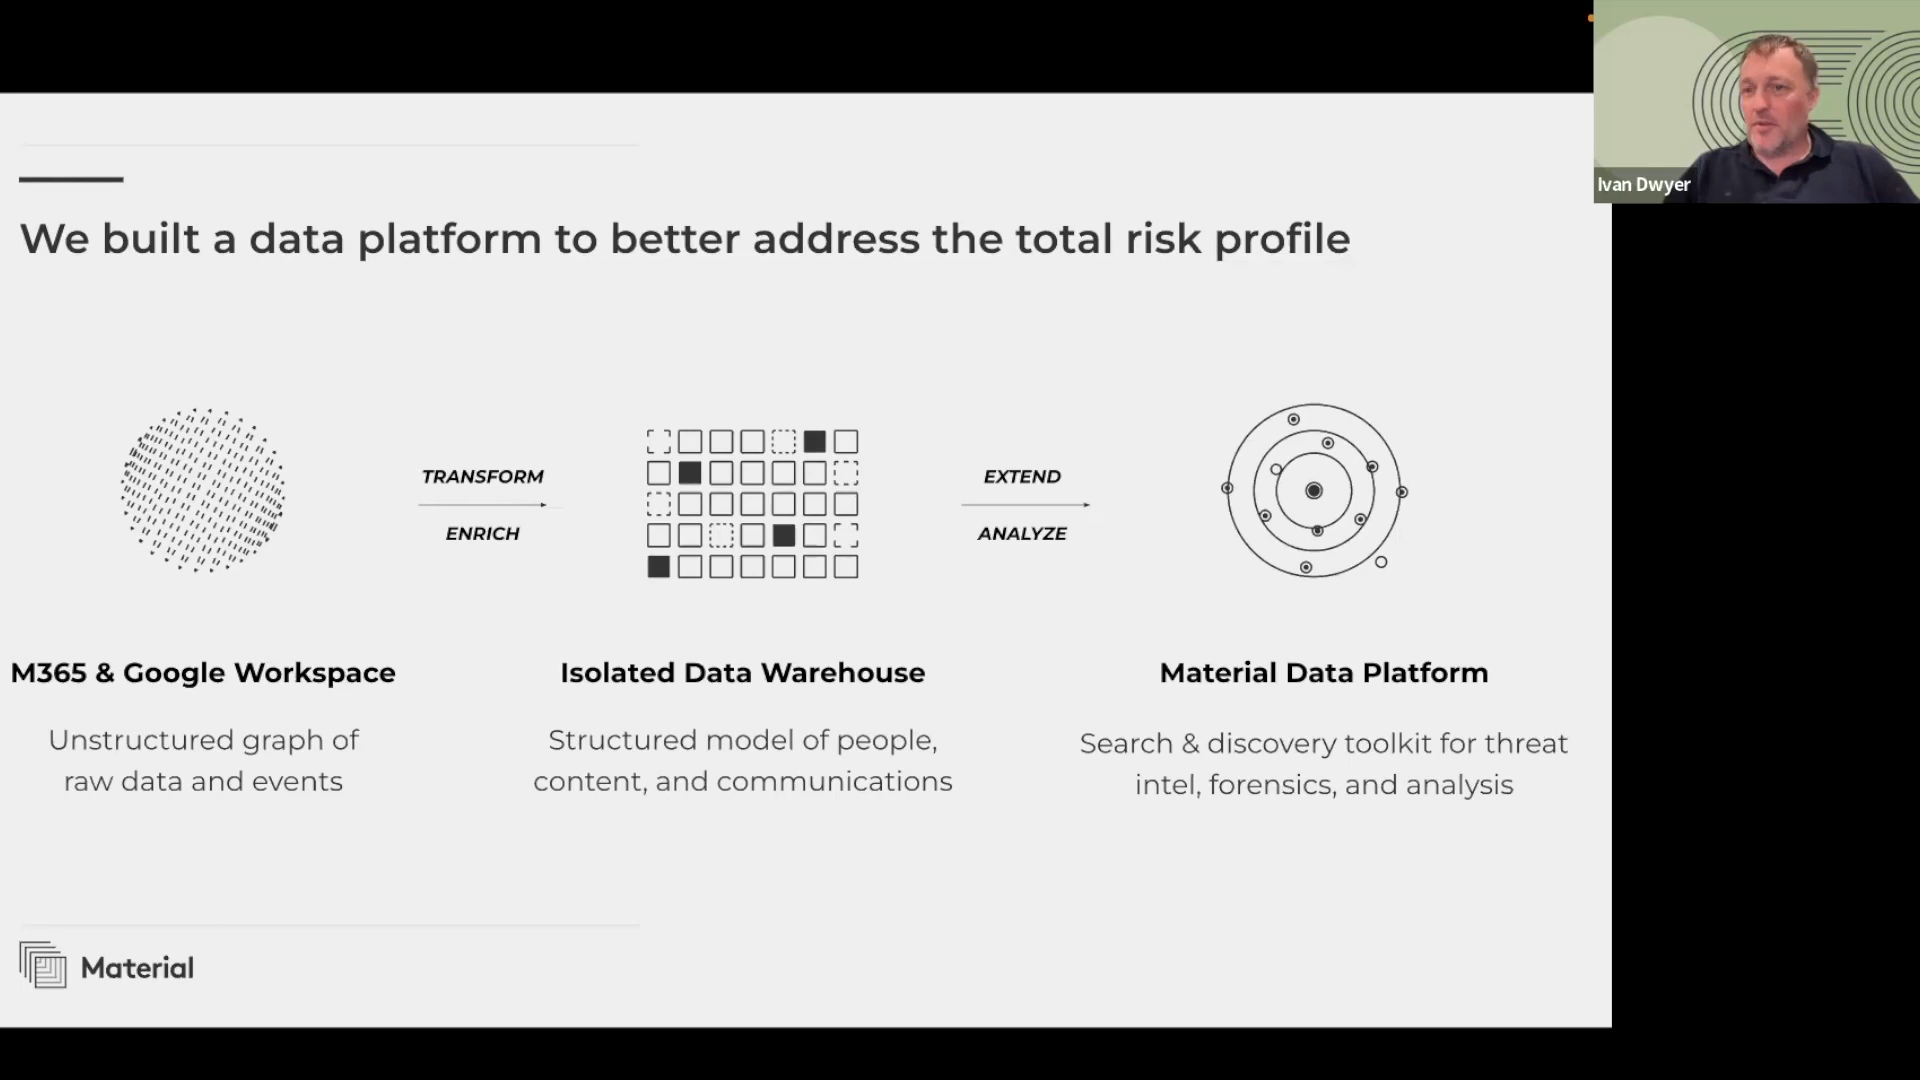 Ivan Dwyer
We built a data platform to better address the total risk profile
TRANSFORM
ENRICH
EXTEND
ANALYZE
M365 & Google Workspace
Unstructured graph of
raw data and events
Isolated Data Warehouse
Structured model of people,
content, and communications
Material Data Platform
Search & discovery toolkit for threat
intel, forensics, and analysis
Material